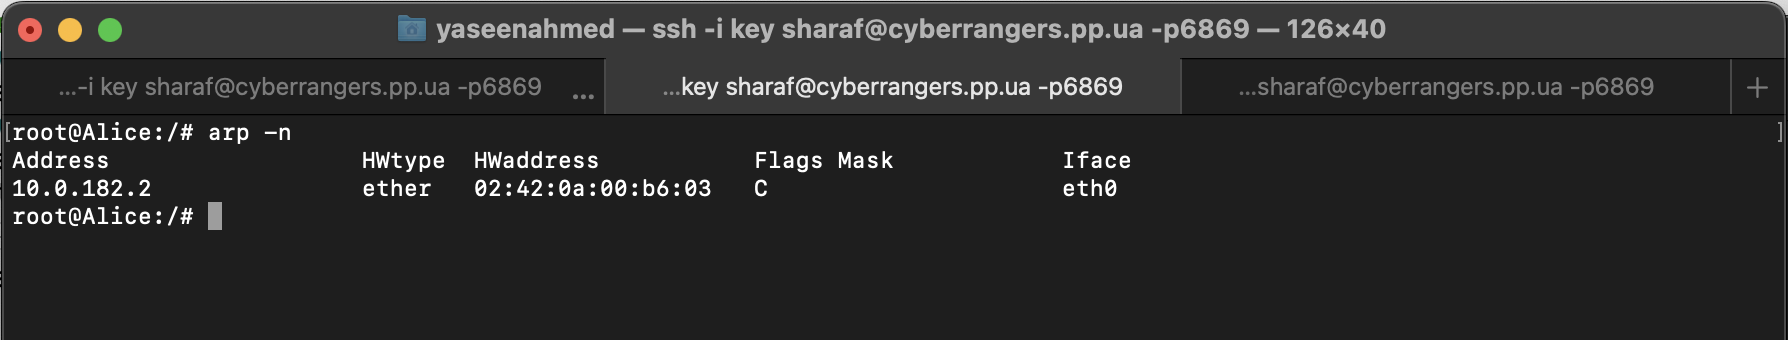 yaseenahmed — ssh -i key sharaf@cyberrangers.pp.ua -p6869 — 126×40
...-i key sharaf@cyberrangers.pp.ua -p6869 ... ...key sharaf@cyberrangers.pp.ua -p6869 ...sharaf@cyberrangers.pp.ua -p6869 +
[root@Alice:/# arp -n ]
Address HWtype HWaddress Flags Mask Iface
10.0.182.2 ether 02:42:0a:00:b6:03 C eth0
root@Alice:/#